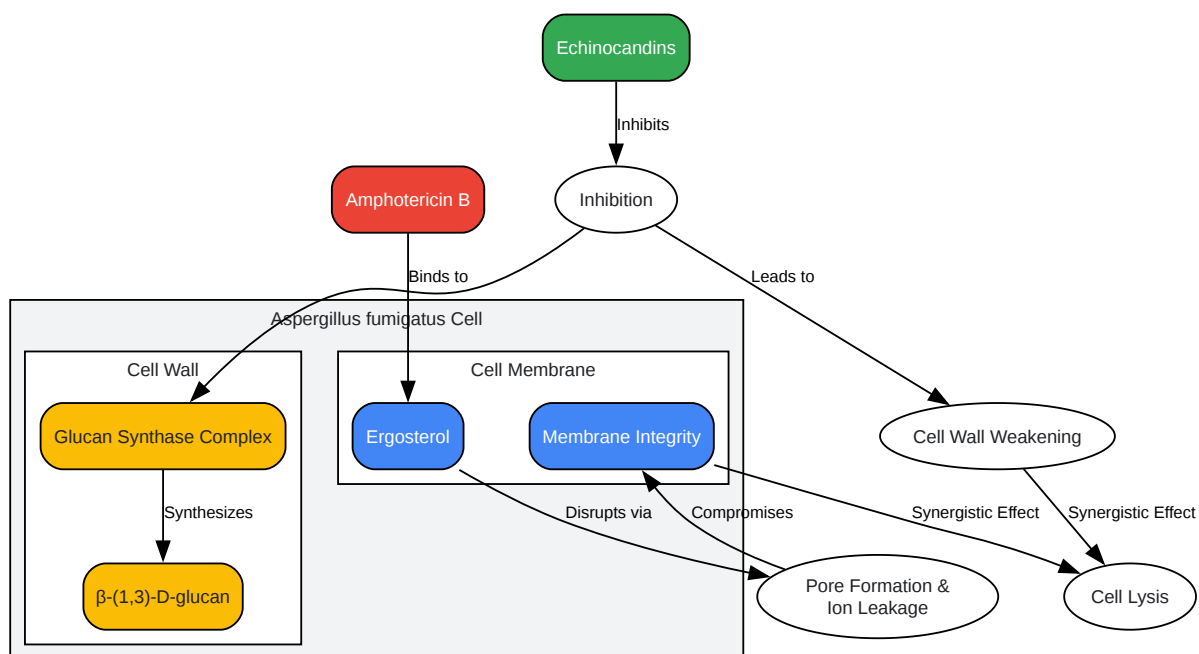 Echinocandins
Inhibits
Amphotericin B
Inhibition
Binds to
Leads to
Aspergillus fumigatus Cell
Cell Wall
Cell Membrane
Glucan Synthase Complex
Ergosterol
Membrane Integrity
Cell Wall Weakening
Synthesizes
Disrupts via
Compromises
Synergistic Effect
Synergistic Effect
β-(1,3)-D-glucan
Pore Formation &
Ion Leakage
Cell Lysis